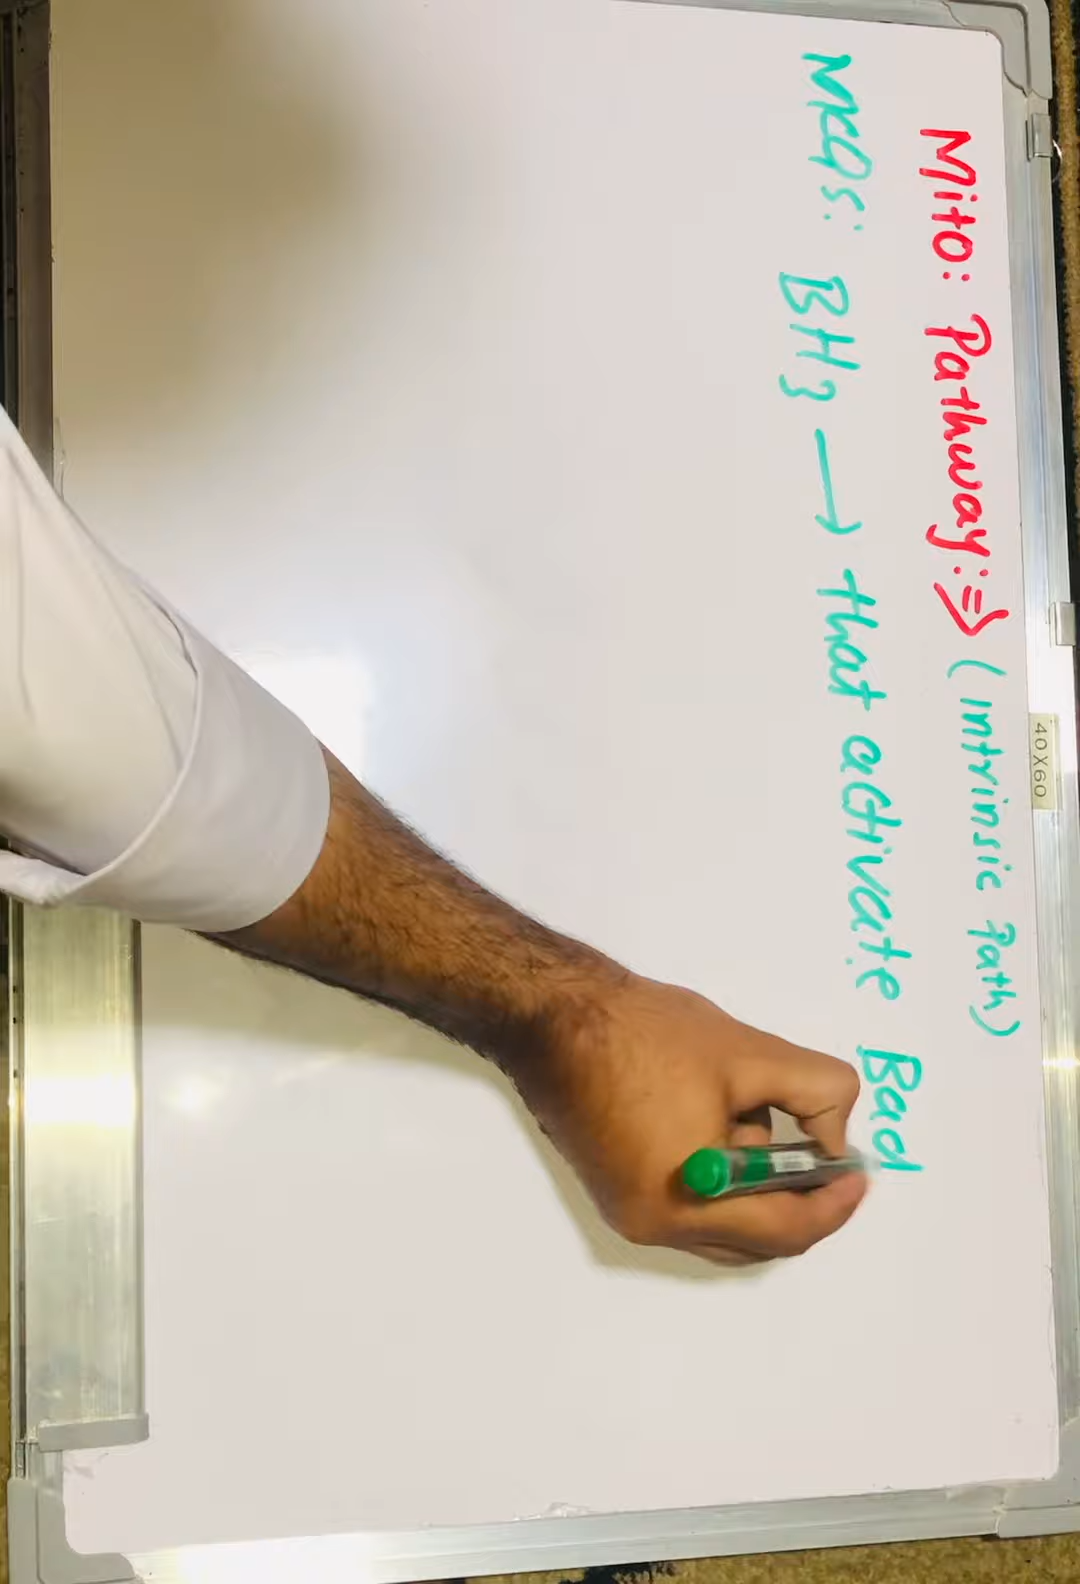 Mito: Pathway:⇒ (intrinsic Path)
MCQs: BH3 → that activate Bad
40X60